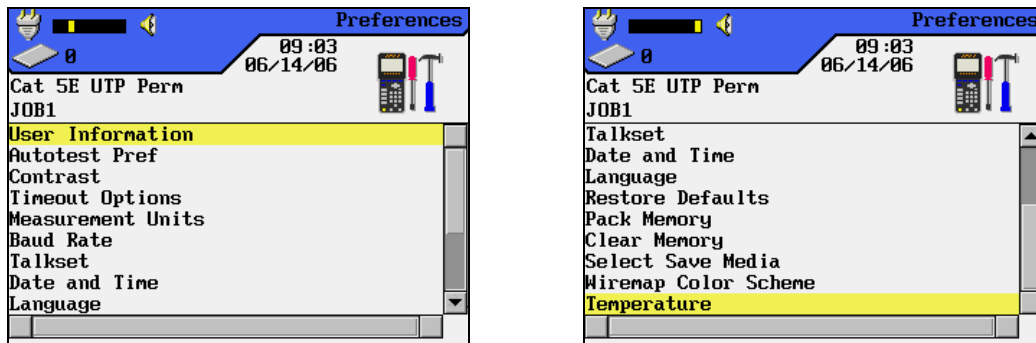 Preferences
0
09:03
06/14/06
Cat 5E UTP Perm
JOB1
User Information
Autotest Pref
Contrast
Timeout Options
Measurement Units
Baud Rate
Talkset
Date and Time
Language
Preferences
0
09:03
06/14/06
Cat 5E UTP Perm
JOB1
Talkset
Date and Time
Language
Restore Defaults
Pack Memory
Clear Memory
Select Save Media
Wiremap Color Scheme
Temperature